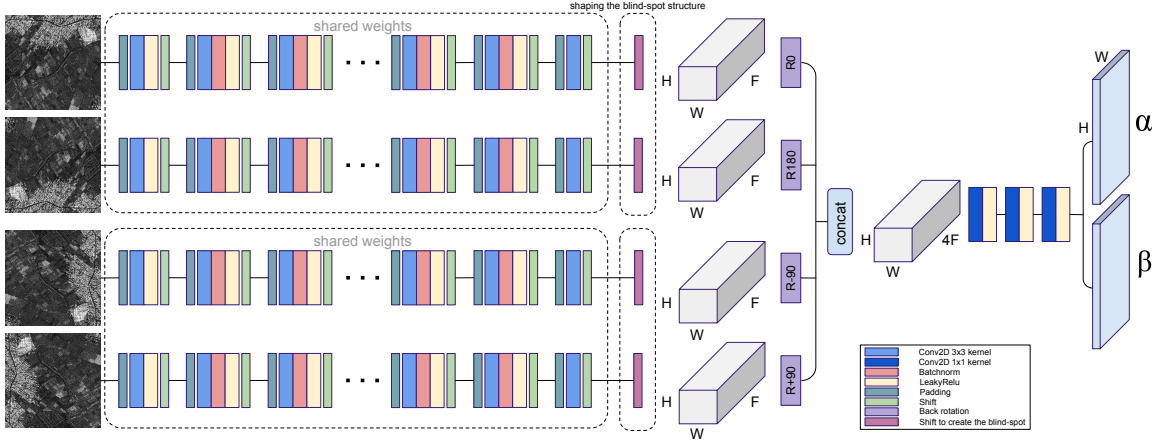 shaping the blind-spot structure
shared weights
H
W
F
R0
H
W
F
R180
shared weights
H
W
F
R-90
H
W
F
R+90
concat
H
W
4F
W
H
α
β
Conv2D 3x3 kernel
Conv2D 1x1 kernel
Batchnorm
LeakyRelu
Padding
Shift
Back rotation
Shift to create the blind-spot